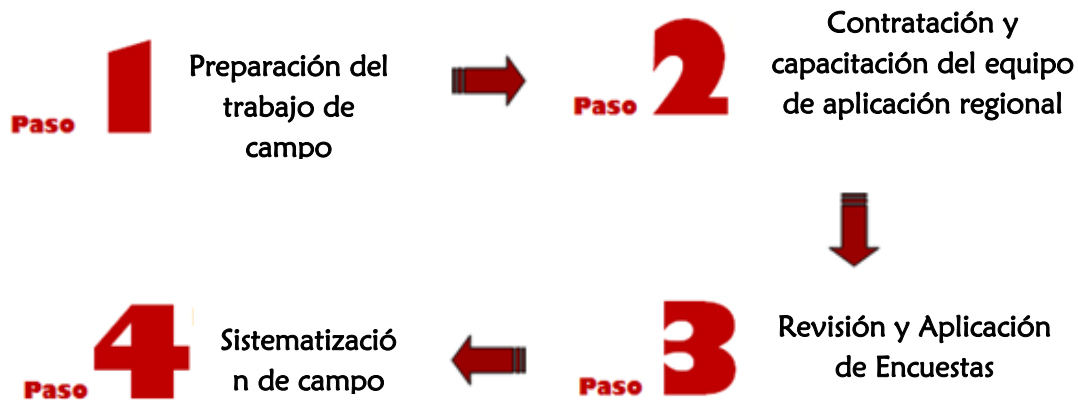 Paso 1
Preparación del
trabajo de
campo
Paso 2
Contratación y
capacitación del equipo
de aplicación regional
Paso 3
Revisión y Aplicación
de Encuestas
Paso 4
Sistematizació
n de campo